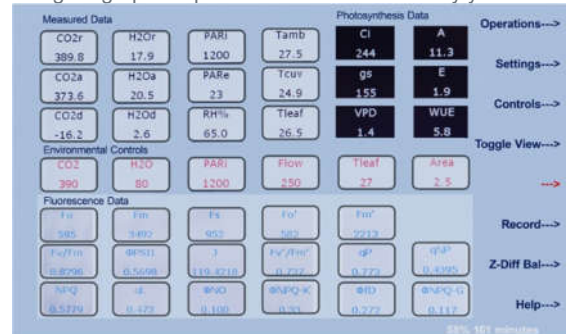 Measured Data
Photosynthesis Data
Operations--->
CO2r H2Or PARi Tamb Ci A
389.8 17.9 1200 27.5 244 11.3
Settings--->
CO2a H2Oa PARe Tcuv gs E
373.6 20.5 23 24.9 155 1.9
Controls--->
CO2d H2Od RH% Tleaf VPD WUE
-16.2 2.6 65.0 26.5 1.4 5.8
Toggle View--->
Environmental Controls
CO2 H2O PARi Flow Tleaf Area
390 80 1200 250 27 2.5
--->
Fluorescence Data
Fo Fm Fs Fo' Fm'
595 3492 952 582 2213
Record--->
Fv/Fm ΦPSII J Fv'/Fm' qP qNP
0.8296 0.5698 119.4218 0.737 0.773 0.4395
Z-Diff Bal--->
NPQ qL ΦNO ΦNPQ-K ΦfD ΦNPQ-G
0.5779 0.473 0.100 0.33 0.272 0.117
Help--->
161 minutes